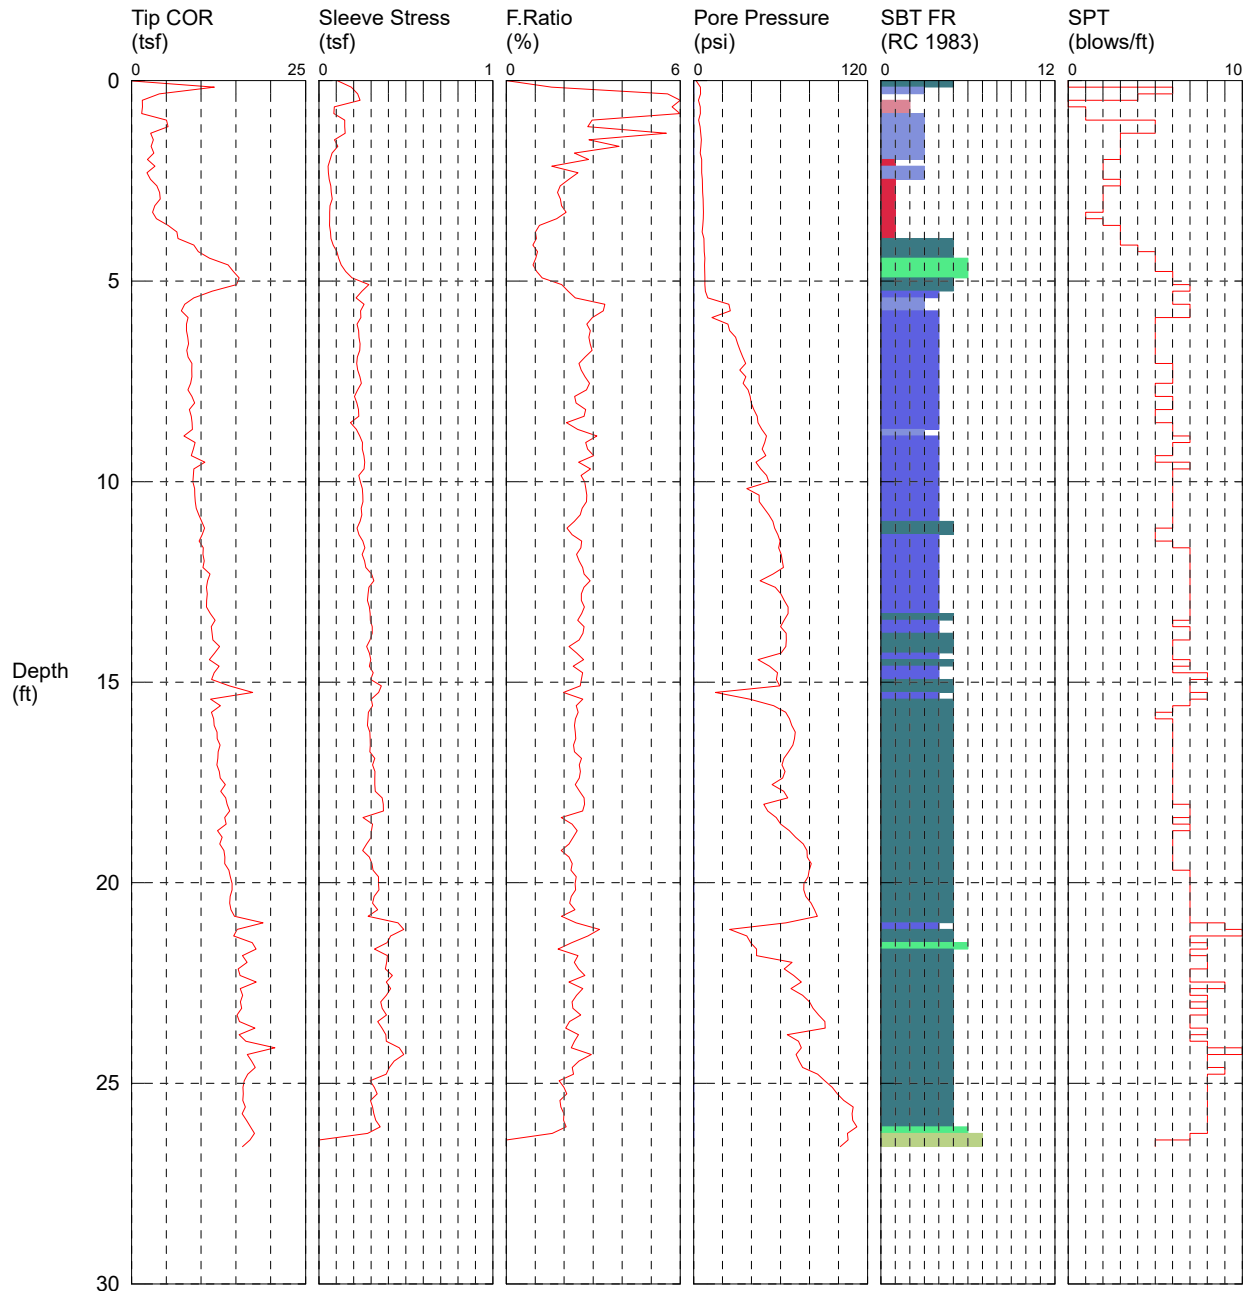 Tip COR
(tsf)
Sleeve Stress
(tsf)
F.Ratio
(%)
Pore Pressure
(psi)
SBT FR
(RC 1983)
SPT
(blows/ft)
0 25
0 1
0 6
0 120
0 12
0 10
0
5
10
Depth
(ft)
15
20
25
30